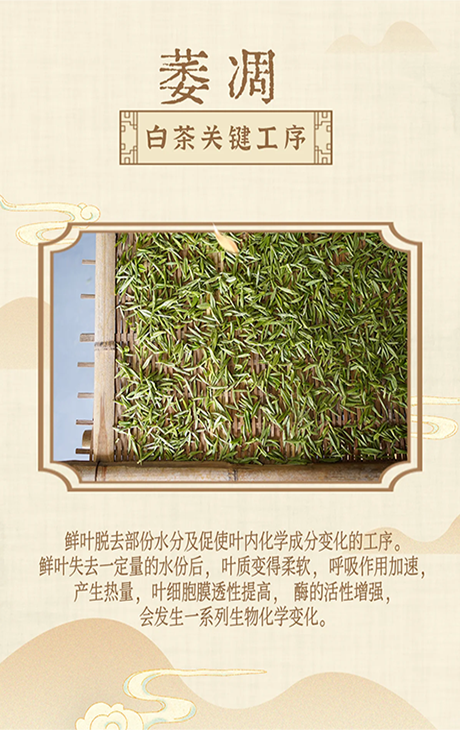 萎凋
白茶关键工序
鲜叶脱去部份水分及促使叶内化学成分变化的工序。
鲜叶失去一定量的水份后，叶质变得柔软，呼吸作用加速，
产生热量，叶细胞膜透性提高， 酶的活性增强，
会发生一系列生物化学变化。